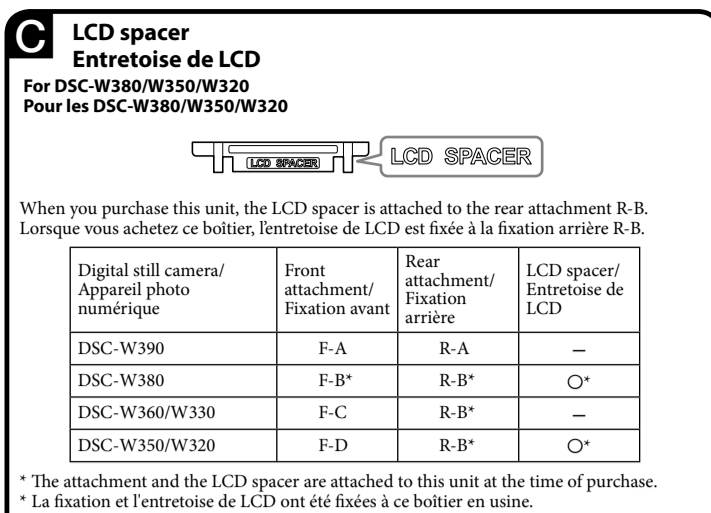 C
LCD spacer
Entretoise de LCD
For DSC-W380/W350/W320
Pour les DSC-W380/W350/W320
LCD SPACER
LCD SPACER
When you purchase this unit, the LCD spacer is attached to the rear attachment R-B.
Lorsque vous achetez ce boîtier, l'entretoise de LCD est fixée à la fixation arrière R-B.
Digital still camera/
Appareil photo
numérique
Front
attachment/
Fixation avant
Rear
attachment/
Fixation
arrière
LCD spacer/
Entretoise de
LCD
DSC-W390 F-A R-A –
DSC-W380 F-B* R-B* ○*
DSC-W360/W330 F-C R-B* –
DSC-W350/W320 F-D R-B* ○*
* The attachment and the LCD spacer are attached to this unit at the time of purchase.
* La fixation et l'entretoise de LCD ont été fixées à ce boîtier en usine.